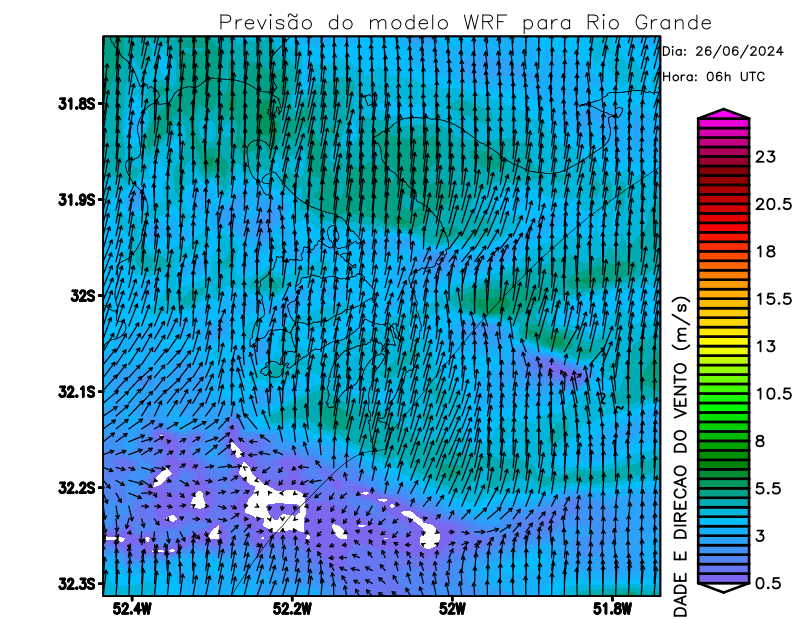 Previsão do modelo WRF para Rio Grande
Dia: 26/06/2024
Hora: 06h UTC
31.8S
31.9S
32S
32.1S
32.2S
32.3S
52.4W
52.2W
52W
51.8W
23
20.5
18
15.5
13
10.5
8
5.5
3
0.5
DADE E DIRECAO DO VENTO (m/s)